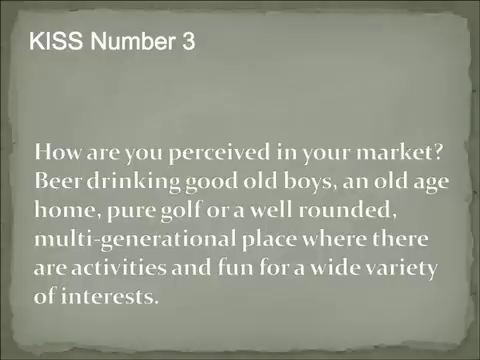 KISS Number 3
How are you perceived in your market?
Beer drinking good old boys, an old age
home, pure golf or a well rounded,
multi-generational place where there
are activities and fun for a wide variety
of interests.